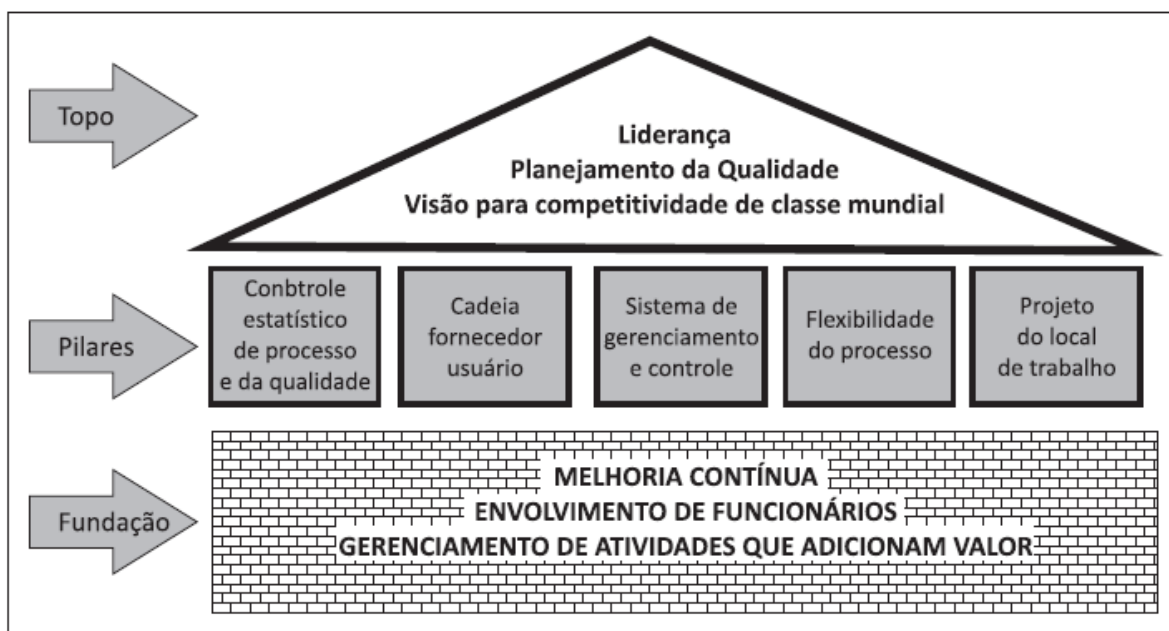 Topo
Liderança
Planejamento da Qualidade
Visão para competitividade de classe mundial
Pilares
Conbtrole
estatístico
de processo
e da qualidade
Cadeia
fornecedor
usuário
Sistema de
gerenciamento
e controle
Flexibilidade
do processo
Projeto
do local
de trabalho
Fundação
MELHORIA CONTÍNUA
ENVOLVIMENTO DE FUNCIONÁRIOS
GERENCIAMENTO DE ATIVIDADES QUE ADICIONAM VALOR